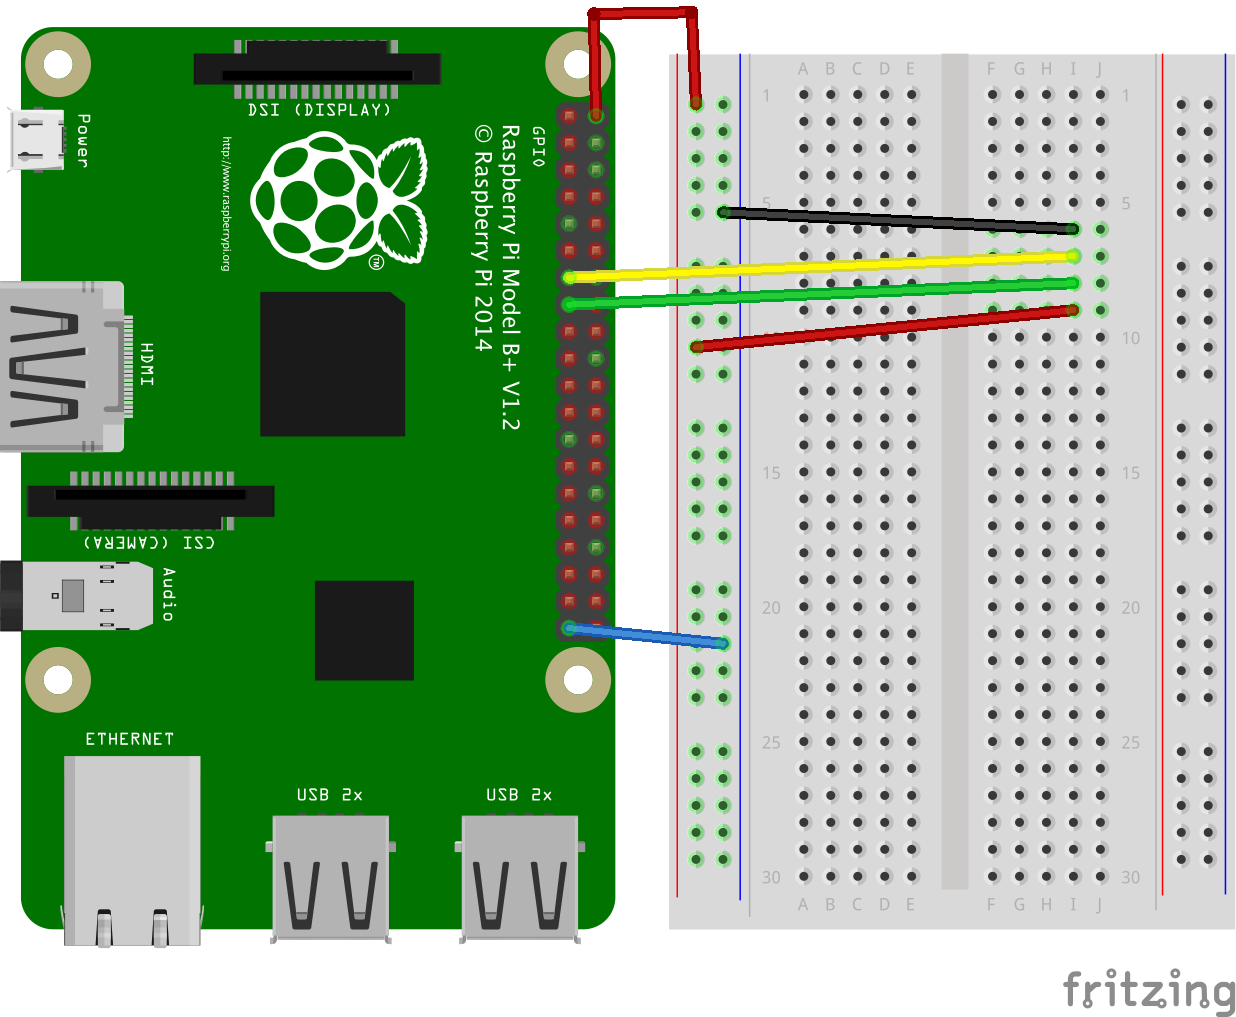 DSI (DISPLAY)
Power
http://www.raspberrypi.org
TM
GPIO
Raspberry Pi Model B+ V1.2
© Raspberry Pi 2014
HDMI
CSI (CAMERA)
Audio
ETHERNET
USB 2x
USB 2x
A B C D E F G H I J
1 1
5 5
10 10
15 15
20 20
25 25
30 30
A B C D E F G H I J
fritzing